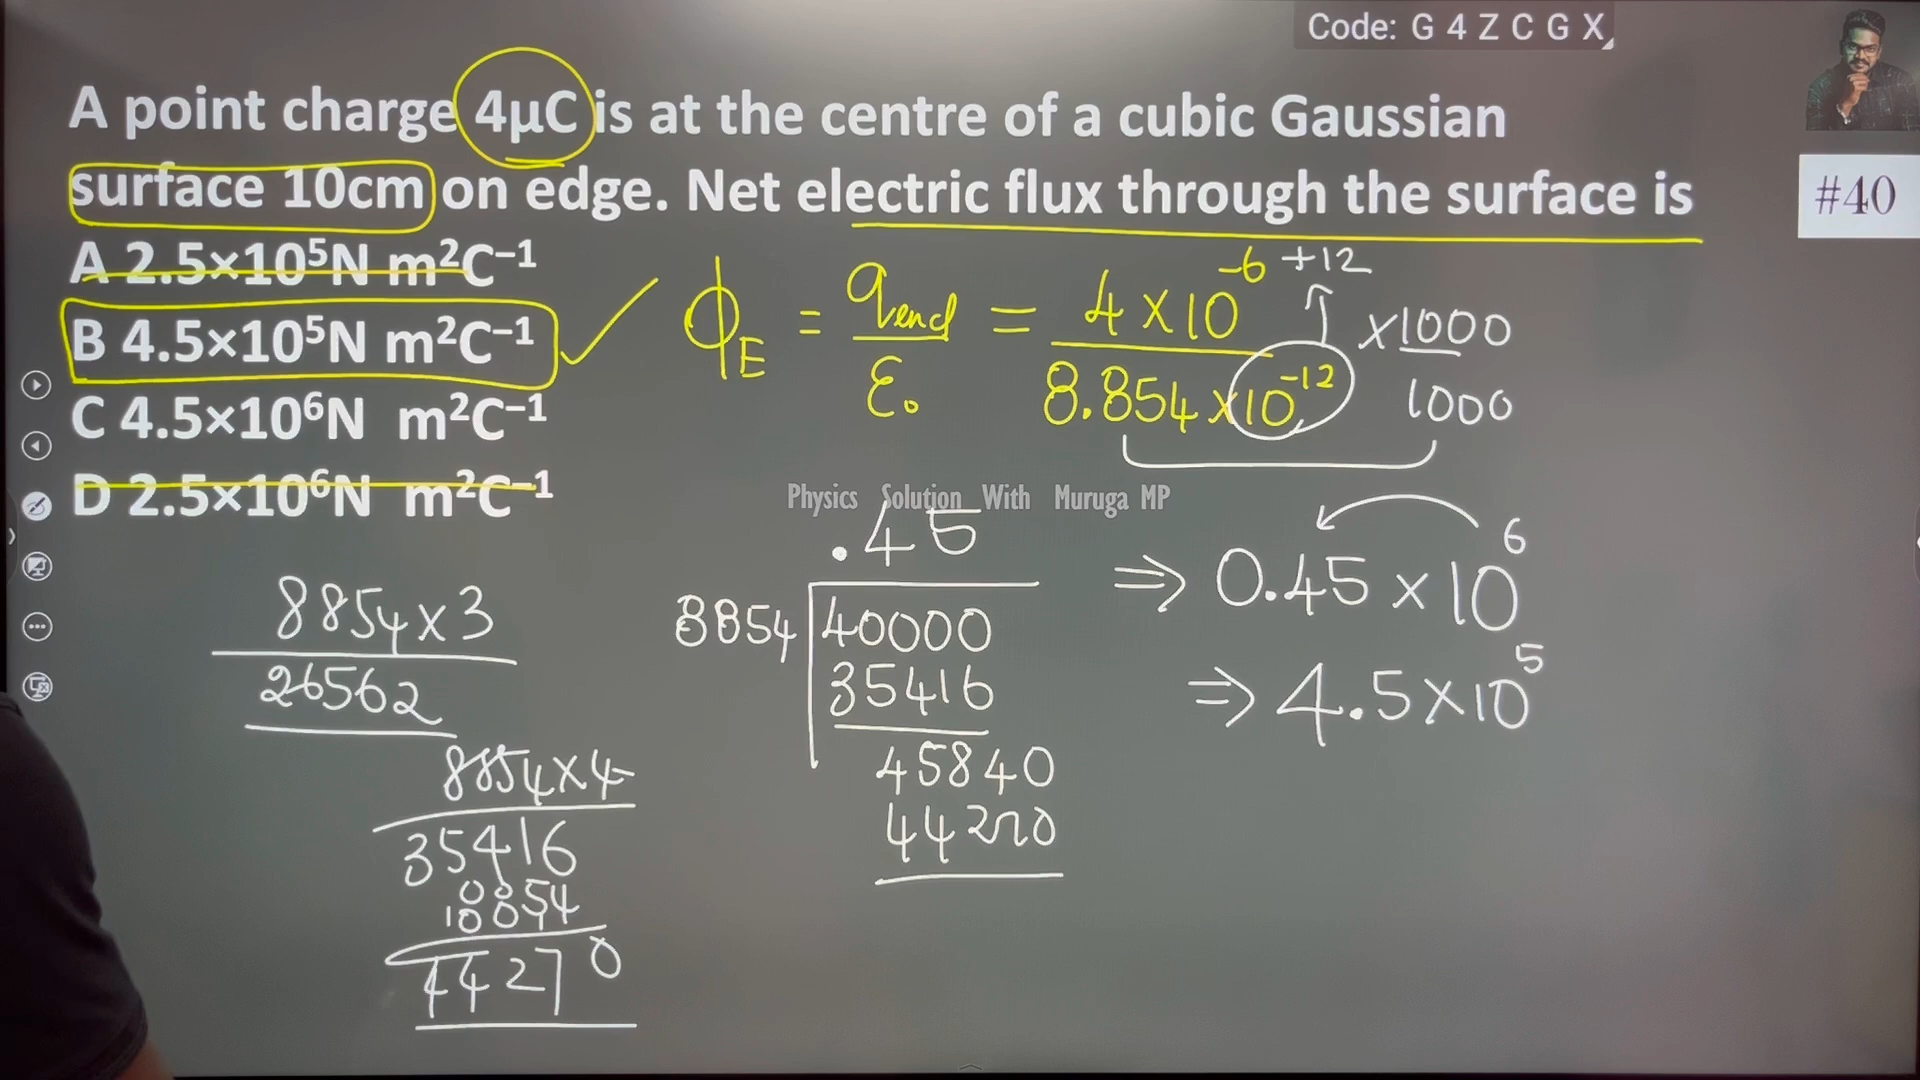 Code: G 4 Z C G X
A point charge 4μC is at the centre of a cubic Gaussian
surface 10cm on edge. Net electric flux through the surface is
#40
A 2.5×10⁵N m²C⁻¹
B 4.5×10⁵N m²C⁻¹
C 4.5×10⁶N m²C⁻¹
D 2.5×10⁶N m²C⁻¹
ϕE = qencl / ε₀ = 4×10⁻⁶ ⁺¹² / 8.854×10⁻¹² ×1000 / 1000
Physics Solution With Muruga MP
⇒ 0.45×10⁶
⇒ 4.5×10⁵
8854×3
26562
8854×4
35416
8854
44270
.45
8854 40000
35416
45840